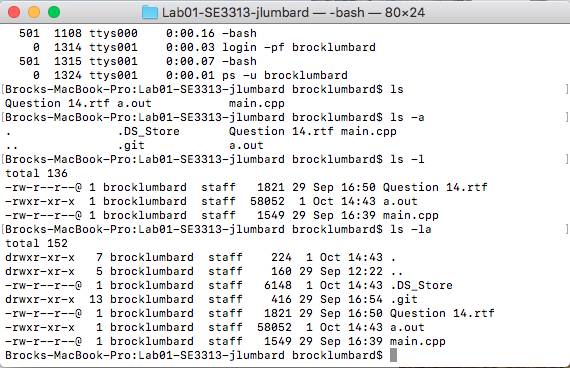 Lab01-SE3313-jlumbard — -bash — 80×24
501 1108 ttys000 0:00.16 -bash
0 1314 ttys001 0:00.03 login -pf brocklumbard
501 1315 ttys001 0:00.07 -bash
0 1324 ttys001 0:00.01 ps -u brocklumbard
[Brocks-MacBook-Pro:Lab01-SE3313-jlumbard brocklumbard$ ls ]
Question 14.rtf a.out main.cpp
[Brocks-MacBook-Pro:Lab01-SE3313-jlumbard brocklumbard$ ls -a ]
. .DS_Store Question 14.rtf main.cpp
.. .git a.out
[Brocks-MacBook-Pro:Lab01-SE3313-jlumbard brocklumbard$ ls -l ]
total 136
-rw-r--r--@ 1 brocklumbard staff 1821 29 Sep 16:50 Question 14.rtf
-rwxr-xr-x 1 brocklumbard staff 58052 1 Oct 14:43 a.out
-rw-r--r--@ 1 brocklumbard staff 1549 29 Sep 16:39 main.cpp
[Brocks-MacBook-Pro:Lab01-SE3313-jlumbard brocklumbard$ ls -la ]
total 152
drwxr-xr-x 7 brocklumbard staff 224 1 Oct 14:43 .
drwxr-xr-x 5 brocklumbard staff 160 29 Sep 12:22 ..
-rw-r--r--@ 1 brocklumbard staff 6148 1 Oct 14:43 .DS_Store
drwxr-xr-x 13 brocklumbard staff 416 29 Sep 16:54 .git
-rw-r--r--@ 1 brocklumbard staff 1821 29 Sep 16:50 Question 14.rtf
-rwxr-xr-x 1 brocklumbard staff 58052 1 Oct 14:43 a.out
-rw-r--r--@ 1 brocklumbard staff 1549 29 Sep 16:39 main.cpp
Brocks-MacBook-Pro:Lab01-SE3313-jlumbard brocklumbard$